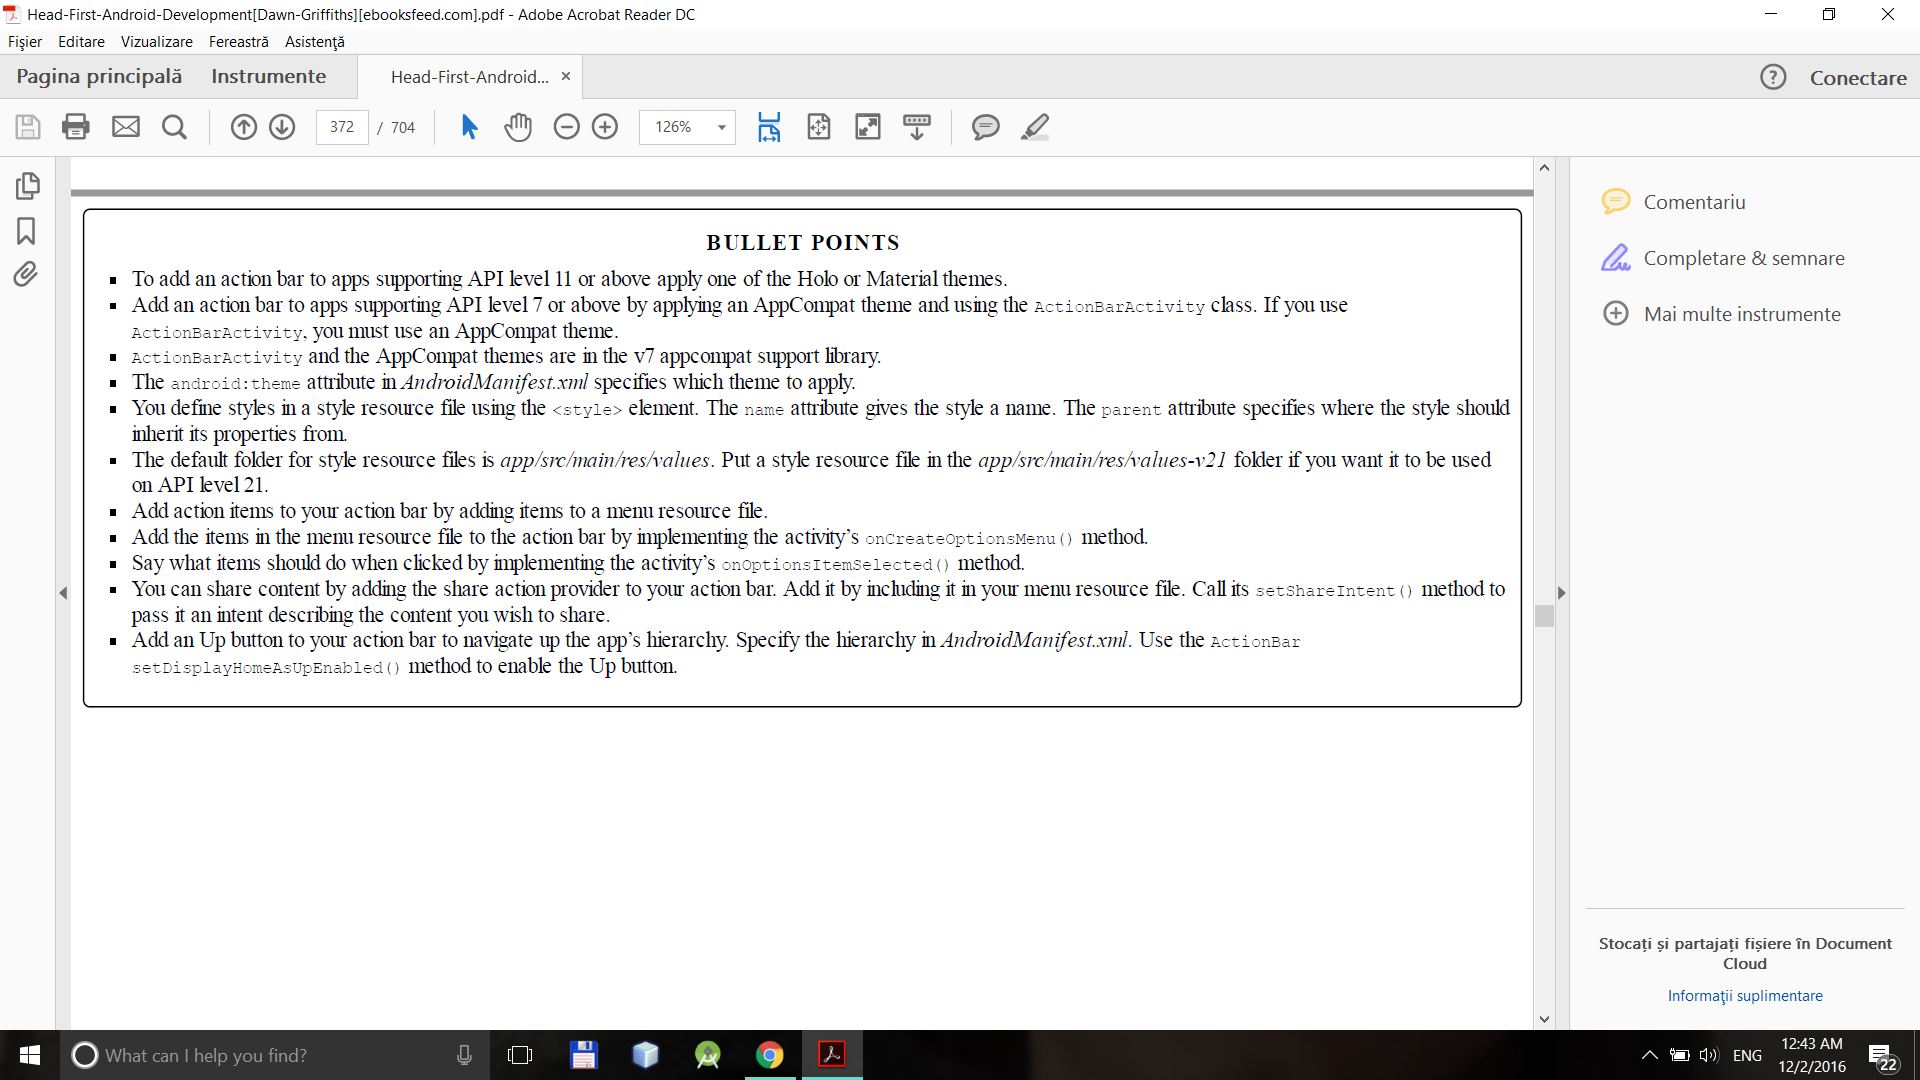 Head-First-Android-Development[Dawn-Griffiths][ebooksfeed.com].pdf - Adobe Acrobat Reader DC
Fişier Editare Vizualizare Fereastră Asistenţă
Pagina principală Instrumente Head-First-Android... × ? Conectare
372 / 704 126%
BULLET POINTS
▪ To add an action bar to apps supporting API level 11 or above apply one of the Holo or Material themes.
▪ Add an action bar to apps supporting API level 7 or above by applying an AppCompat theme and using the ActionBarActivity class. If you use
ActionBarActivity, you must use an AppCompat theme.
▪ ActionBarActivity and the AppCompat themes are in the v7 appcompat support library.
▪ The android:theme attribute in AndroidManifest.xml specifies which theme to apply.
▪ You define styles in a style resource file using the <style> element. The name attribute gives the style a name. The parent attribute specifies where the style should
inherit its properties from.
▪ The default folder for style resource files is app/src/main/res/values. Put a style resource file in the app/src/main/res/values-v21 folder if you want it to be used
on API level 21.
▪ Add action items to your action bar by adding items to a menu resource file.
▪ Add the items in the menu resource file to the action bar by implementing the activity’s onCreateOptionsMenu() method.
▪ Say what items should do when clicked by implementing the activity’s onOptionsItemSelected() method.
▪ You can share content by adding the share action provider to your action bar. Add it by including it in your menu resource file. Call its setShareIntent() method to
pass it an intent describing the content you wish to share.
▪ Add an Up button to your action bar to navigate up the app’s hierarchy. Specify the hierarchy in AndroidManifest.xml. Use the ActionBar
setDisplayHomeAsUpEnabled() method to enable the Up button.
Comentariu
Completare & semnare
Mai multe instrumente
Stocați și partajați fișiere în Document
Cloud
Informaţii suplimentare
What can I help you find?
ENG
12:43 AM
12/2/2016
22